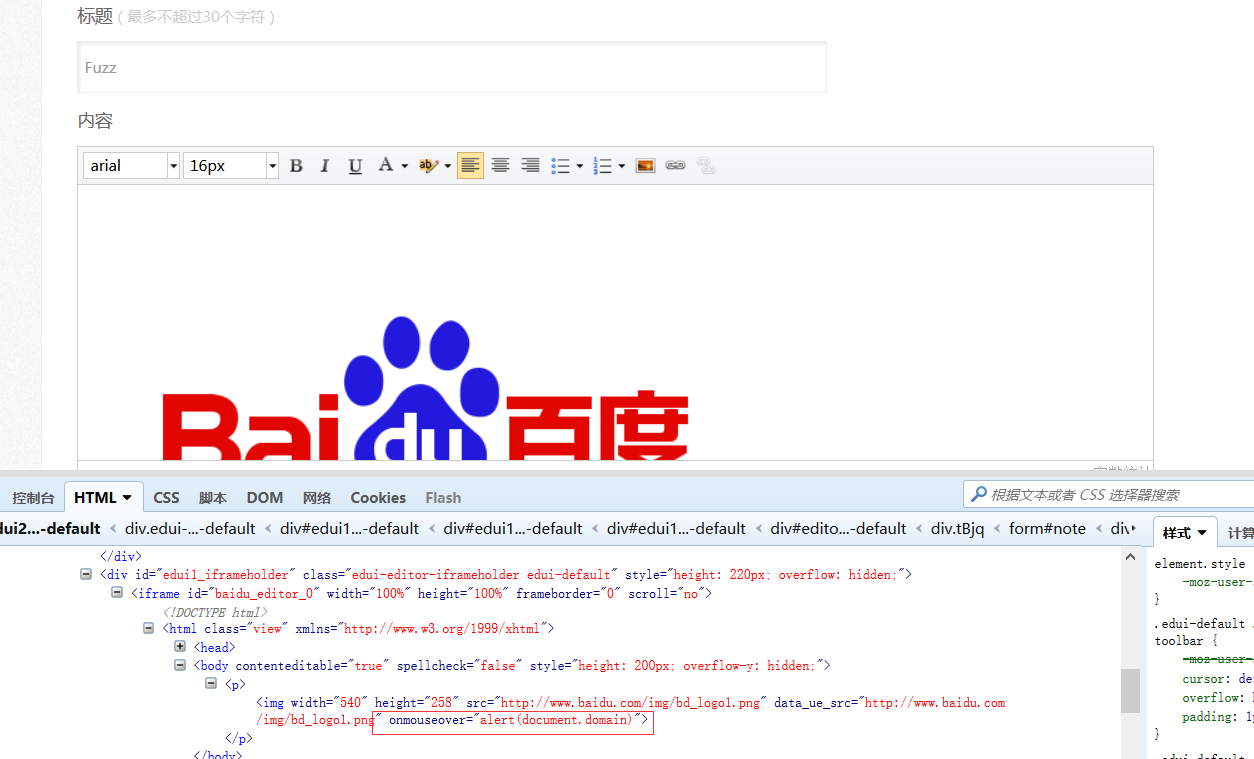 标题 ( 最多不超过30个字符 )
Fuzz
内容
arial 16px B I U A ab
Bai du 百度
控制台 HTML CSS 脚本 DOM 网络 Cookies Flash 根据文本或者 CSS 选择器搜索
dui2...-default < div.edui-...-default < div#edui1...-default < div#edui1...-default < div#edui1...-default < div#edito...-default < div.tBjq < form#note < div
样式 计算
</div>
<div id="edui1_iframeholder" class="edui-editor-iframeholder edui-default" style="height: 220px; overflow: hidden;">
<iframe id="baidu_editor_0" width="100%" height="100%" frameborder="0" scroll="no">
<!DOCTYPE html>
<html class="view" xmlns="http://www.w3.org/1999/xhtml">
<head>
<body contenteditable="true" spellcheck="false" style="height: 200px; overflow-y: hidden;">
<p>
<img width="540" height="258" src="http://www.baidu.com/img/bd_logo1.png" data_ue_src="http://www.baidu.com
/img/bd_logo1.png" onmouseover="alert(document.domain)">
</p>
</body>
element.style
-moz-user-
}
.edui-default
toolbar {
-moz-user-
cursor: de
overflow:
padding: 1p
}
.edui-default